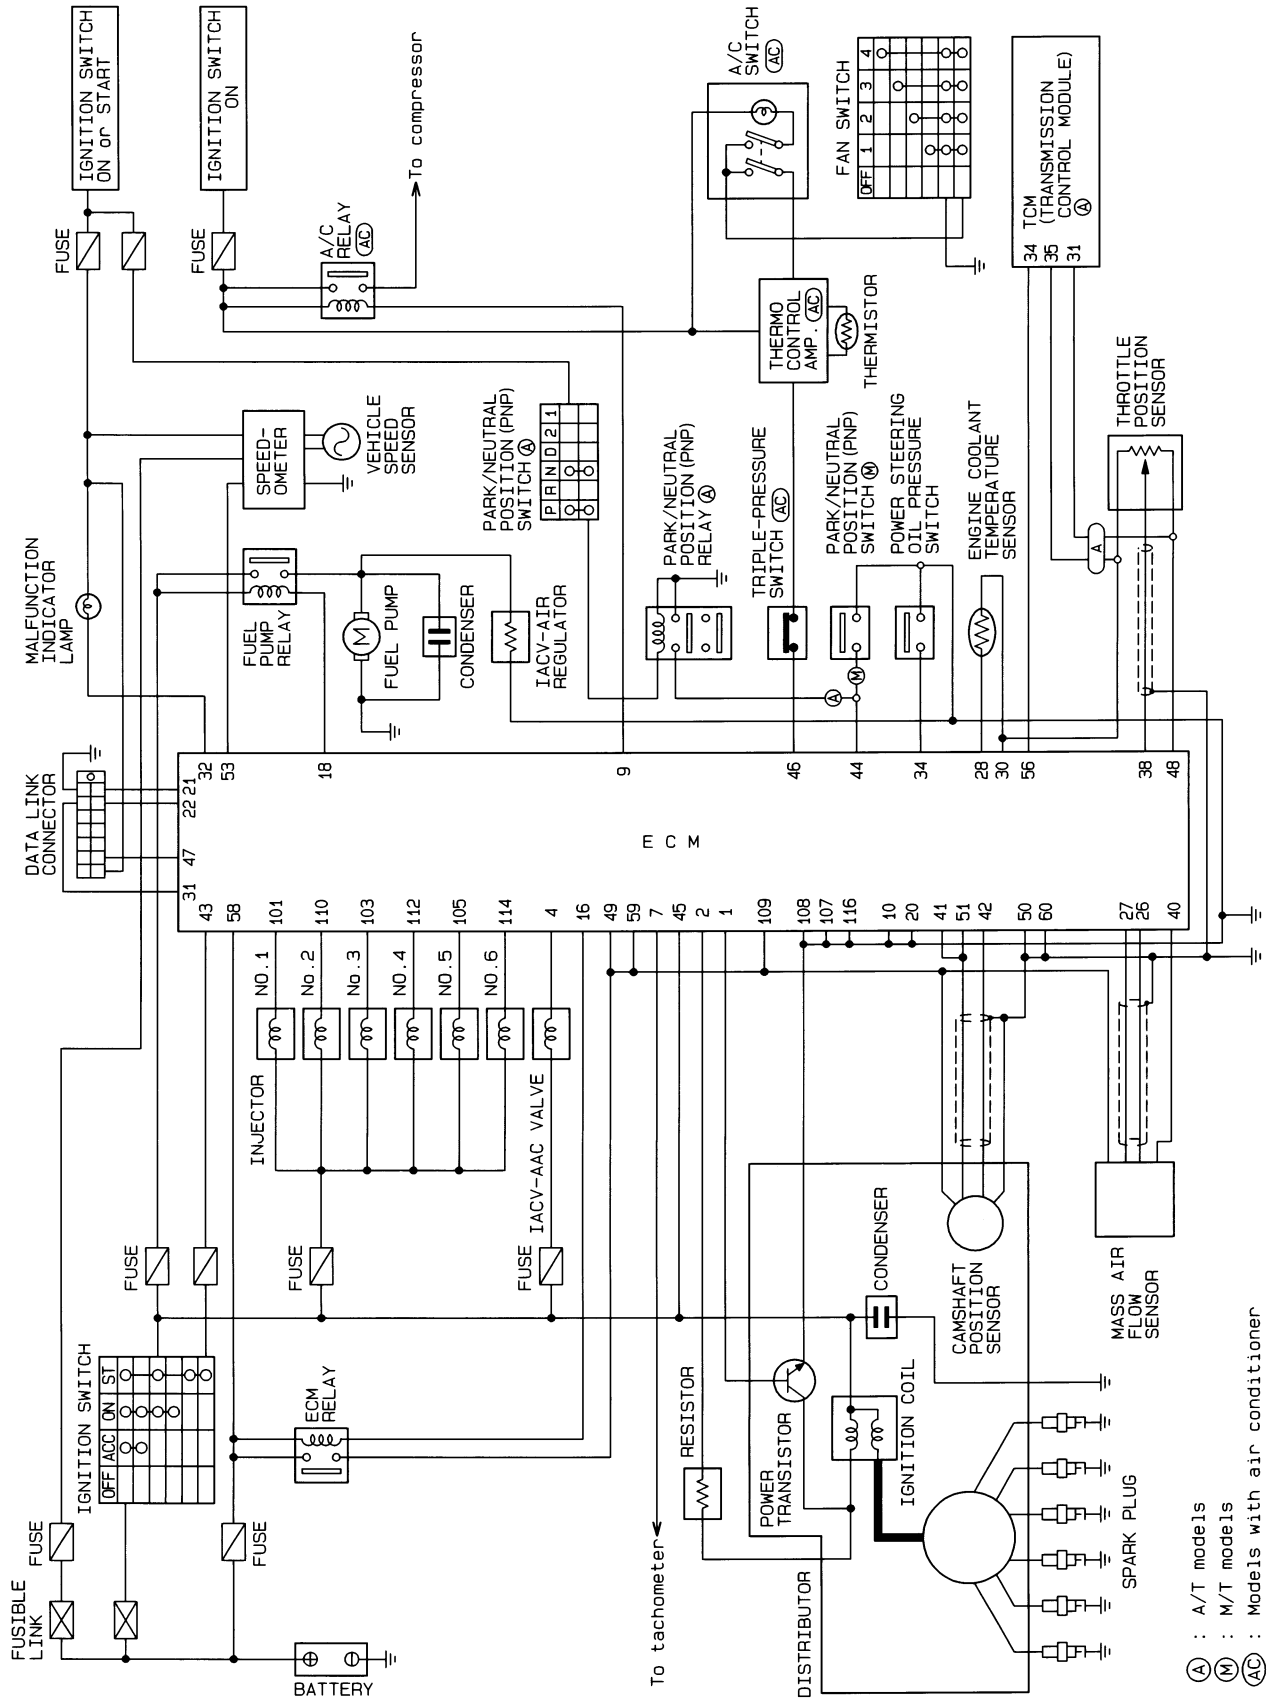 FUSIBLE
LINK
FUSE
FUSE
BATTERY
IGNITION SWITCH
OFF
ACC
ON
ST
ECM
RELAY
FUSE
FUSE
FUSE
INJECTOR
NO.1
No.2
NO.3
NO.4
NO.5
NO.6
IACV-AAC VALVE
DATA LINK
CONNECTOR
MALFUNCTION
INDICATOR
LAMP
FUEL
PUMP
RELAY
M
FUEL PUMP
CONDENSER
IACV-AIR
REGULATOR
SPEED-
OMETER
VEHICLE
SPEED
SENSOR
FUSE
IGNITION SWITCH
ON or START
FUSE
IGNITION SWITCH
ON
A/C
RELAY
AC
To compressor
PARK/NEUTRAL
POSITION (PNP)
SWITCH A
P R N D 2 1
PARK/NEUTRAL
POSITION (PNP)
RELAY A
TRIPLE-PRESSURE
SWITCH AC
THERMO
CONTROL
AMP. AC
THERMISTOR
A/C
SWITCH
AC
FAN SWITCH
OFF 1 2 3 4
PARK/NEUTRAL
POSITION (PNP)
SWITCH M
A
M
POWER STEERING
OIL PRESSURE
SWITCH
ENGINE COOLANT
TEMPERATURE
SENSOR
TCM
(TRANSMISSION
CONTROL MODULE)
A
34
35
31
A
THROTTLE
POSITION
SENSOR
E C M
31
47
22
21
32
53
18
9
46
44
34
28
30
56
38
48
43
58
101
110
103
112
105
114
4
16
49
59
7
45
2
1
109
108
107
116
10
20
41
51
42
50
60
27
26
40
To tachometer
RESISTOR
DISTRIBUTOR
POWER
TRANSISTOR
IGNITION COIL
CONDENSER
CAMSHAFT
POSITION
SENSOR
MASS AIR
FLOW
SENSOR
SPARK PLUG
A : A/T models
M : M/T models
AC : Models with air conditioner